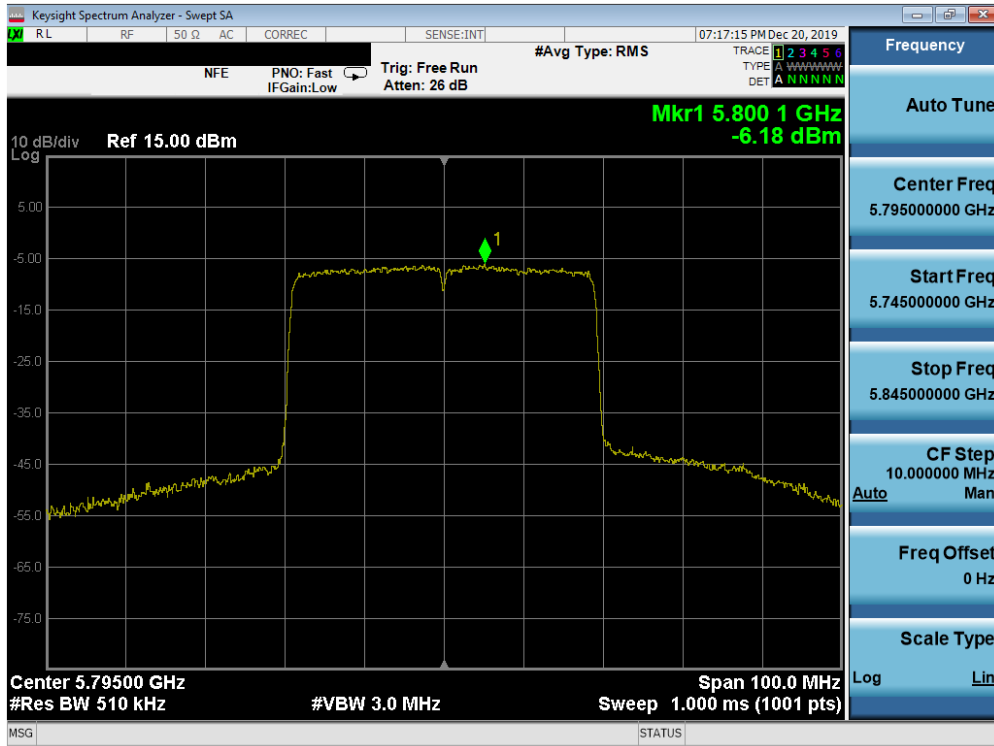 Keysight Spectrum Analyzer - Swept SA
LXI RL RF 50 Ω AC CORREC SENSE:INT 07:17:15 PM Dec 20, 2019
NFE PNO: Fast Trig: Free Run #Avg Type: RMS TRACE 1 2 3 4 5 6
IFGain:Low Atten: 26 dB TYPE A WWWWW
DET A N N N N N
Mkr1 5.800 1 GHz
-6.18 dBm
10 dB/div Ref 15.00 dBm
Log
5.00
-5.00
-15.0
-25.0
-35.0
-45.0
-55.0
-65.0
-75.0
1
Center 5.79500 GHz Span 100.0 MHz
#Res BW 510 kHz #VBW 3.0 MHz Sweep 1.000 ms (1001 pts)
MSG STATUS
Frequency
Auto Tune
Center Freq
5.795000000 GHz
Start Freq
5.745000000 GHz
Stop Freq
5.845000000 GHz
CF Step
10.000000 MHz
Auto Man
Freq Offset
0 Hz
Scale Type
Log Lin